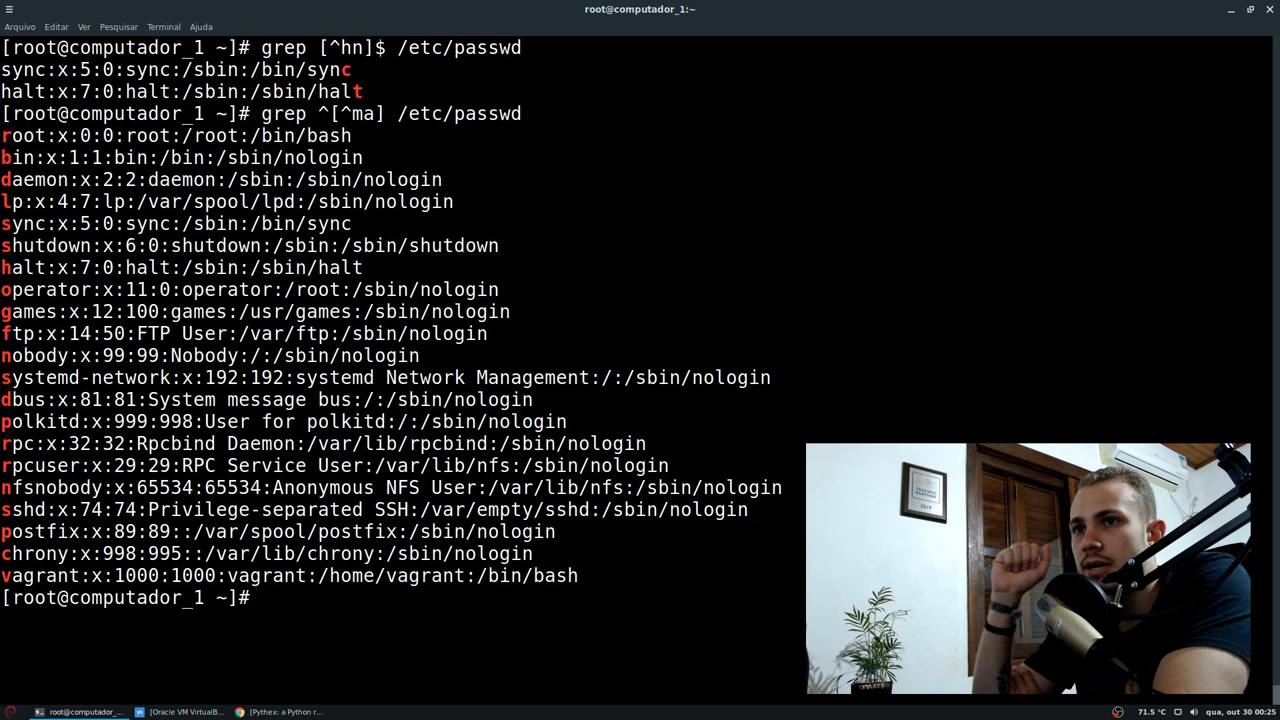 root@computador_1:~
Arquivo Editar Ver Pesquisar Terminal Ajuda
[root@computador_1 ~]# grep [^hn]$ /etc/passwd
sync:x:5:0:sync:/sbin:/bin/sync
halt:x:7:0:halt:/sbin:/sbin/halt
[root@computador_1 ~]# grep ^[^ma] /etc/passwd
root:x:0:0:root:/root:/bin/bash
bin:x:1:1:bin:/bin:/sbin/nologin
daemon:x:2:2:daemon:/sbin:/sbin/nologin
lp:x:4:7:lp:/var/spool/lpd:/sbin/nologin
sync:x:5:0:sync:/sbin:/bin/sync
shutdown:x:6:0:shutdown:/sbin:/sbin/shutdown
halt:x:7:0:halt:/sbin:/sbin/halt
operator:x:11:0:operator:/root:/sbin/nologin
games:x:12:100:games:/usr/games:/sbin/nologin
ftp:x:14:50:FTP User:/var/ftp:/sbin/nologin
nobody:x:99:99:Nobody:/:/sbin/nologin
systemd-network:x:192:192:systemd Network Management:/:/sbin/nologin
dbus:x:81:81:System message bus:/:/sbin/nologin
polkitd:x:999:998:User for polkitd:/:/sbin/nologin
rpc:x:32:32:Rpcbind Daemon:/var/lib/rpcbind:/sbin/nologin
rpcuser:x:29:29:RPC Service User:/var/lib/nfs:/sbin/nologin
nfsnobody:x:65534:65534:Anonymous NFS User:/var/lib/nfs:/sbin/nologin
sshd:x:74:74:Privilege-separated SSH:/var/empty/sshd:/sbin/nologin
postfix:x:89:89::/var/spool/postfix:/sbin/nologin
chrony:x:998:995::/var/lib/chrony:/sbin/nologin
vagrant:x:1000:1000:vagrant:/home/vagrant:/bin/bash
[root@computador_1 ~]#
TRAINING
PARTNER
2019
root@computador_... [Oracle VM VirtualB... [Pythex: a Python r... 71.5 °C qua, out 30 00:25